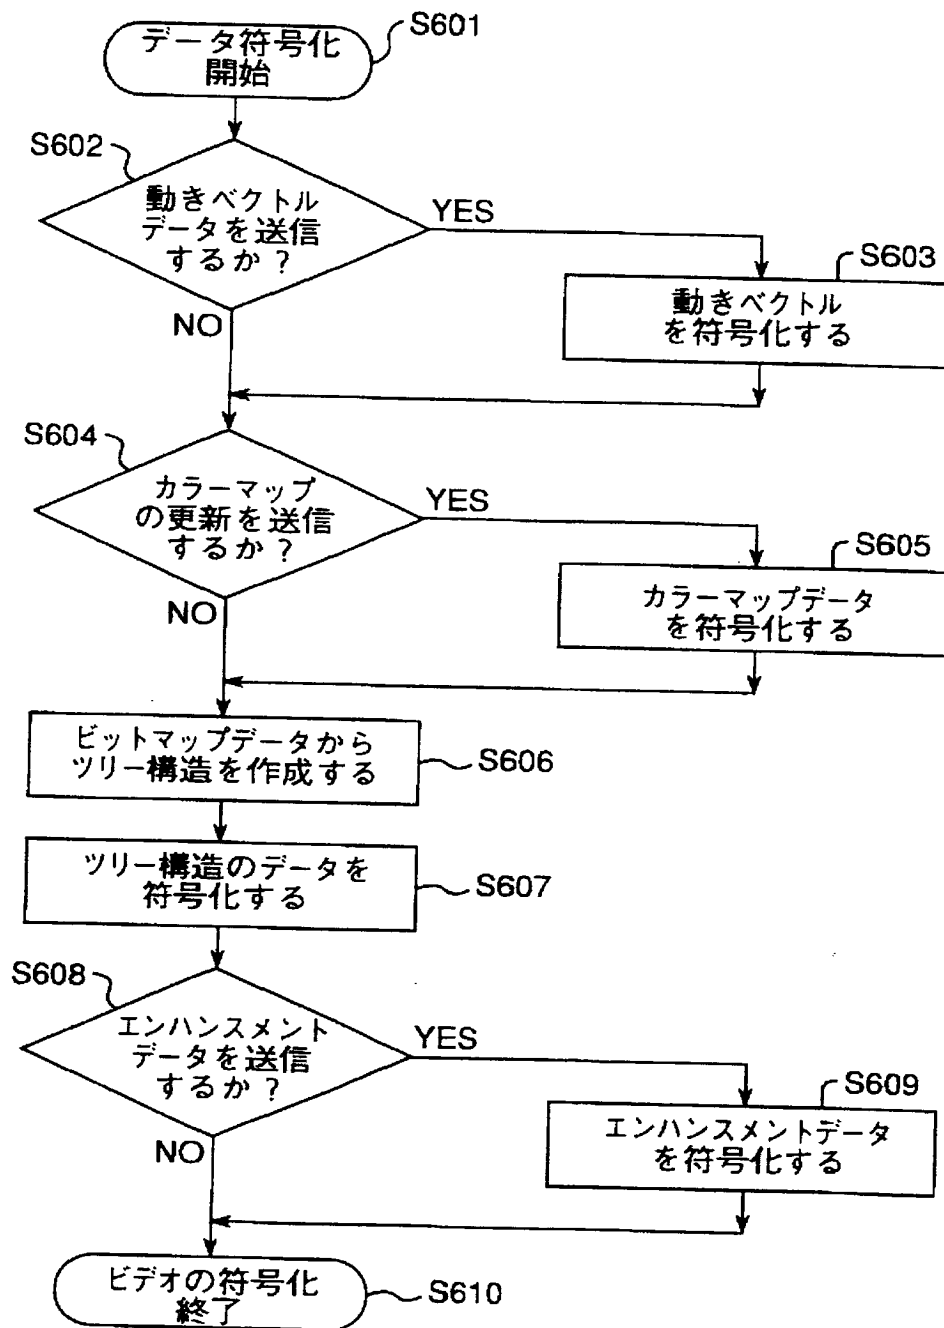 S601
データ符号化
開始
S602
動きベクトル
データを送信
するか?
YES
NO
S603
動きベクトル
を符号化する
S604
カラーマップ
の更新を送信
するか?
YES
NO
S605
カラーマップデータ
を符号化する
ビットマップデータから
ツリー構造を作成する
S606
ツリー構造のデータを
符号化する
S607
S608
エンハンスメント
データを送信
するか?
YES
NO
S609
エンハンスメントデータ
を符号化する
ビデオの符号化
終了
S610